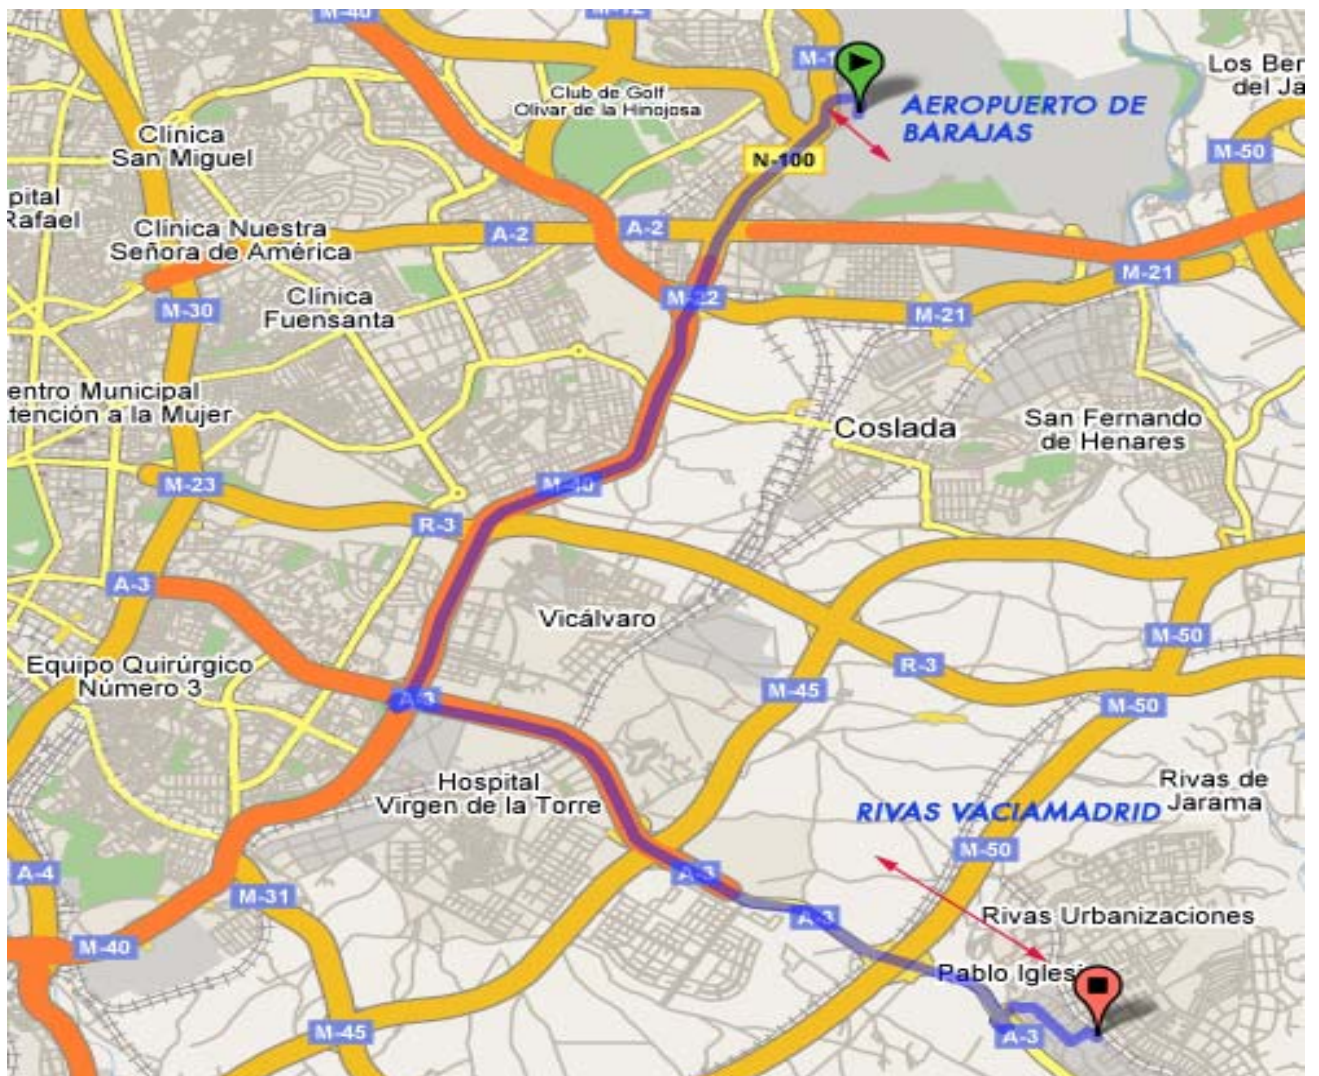 M-40
M-12
M-1
Los Ber
del Ja
Club de Golf
Olivar de la Hinojosa
AEROPUERTO DE
BARAJAS
Clínica
San Miguel
N-100
M-50
pital
Rafael
Clínica Nuestra
Señora de América
A-2
A-2
M-21
M-30
Clínica
Fuensanta
M-22
M-21
entro Municipal
tención a la Mujer
Coslada
San Fernando
de Henares
M-23
M-40
R-3
A-3
Vicálvaro
M-50
Equipo Quirúrgico
Número 3
R-3
A-3
M-45
M-50
Hospital
Virgen de la Torre
Rivas de
Jarama
RIVAS VACIAMADRID
M-50
A-4
A-3
M-31
A-3
Rivas Urbanizaciones
M-40
Pablo Iglesi
M-45
A-3